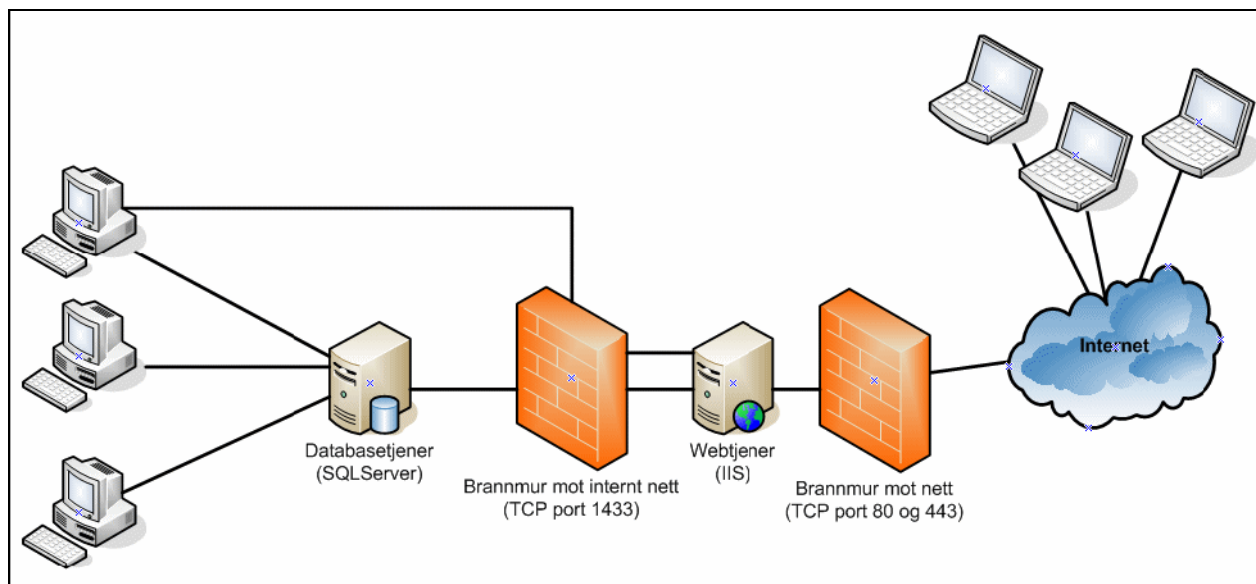 Internet
Databasetjener
(SQLServer)
Brannmur mot internt nett
(TCP port 1433)
Webtjener
(IIS)
Brannmur mot nett
(TCP port 80 og 443)